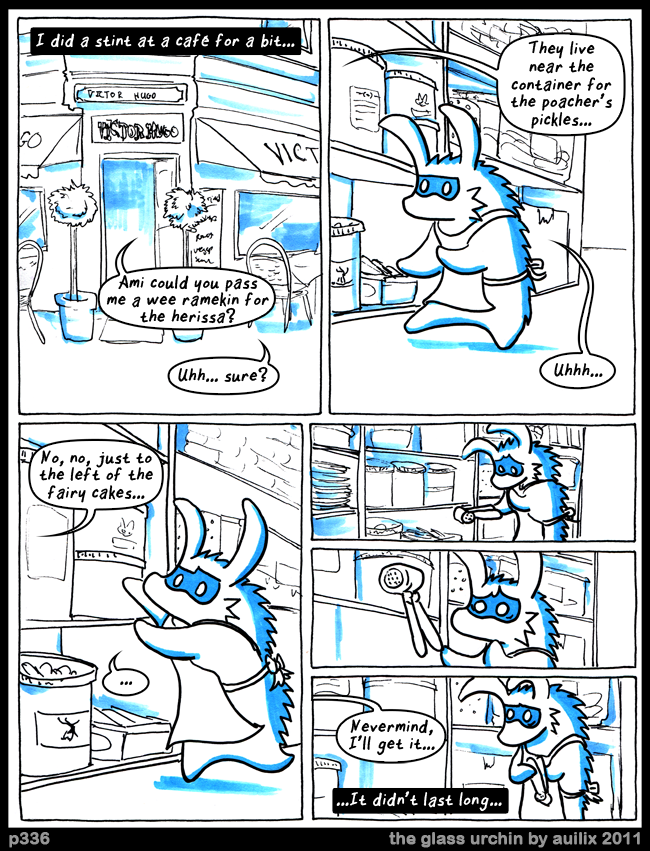 I did a stint at a café for a bit...
VICTOR HUGO
VICTOR HUGO
GO
VICT
Ami could you pass
me a wee ramekin for
the herissa?
Uhh... sure?
They live
near the
container for
the poacher's
pickles...
Uhhh...
No, no, just to
the left of the
fairy cakes...
...
Nevermind,
I'll get it...
...It didn't last long...
p336
the glass urchin by auilix 2011